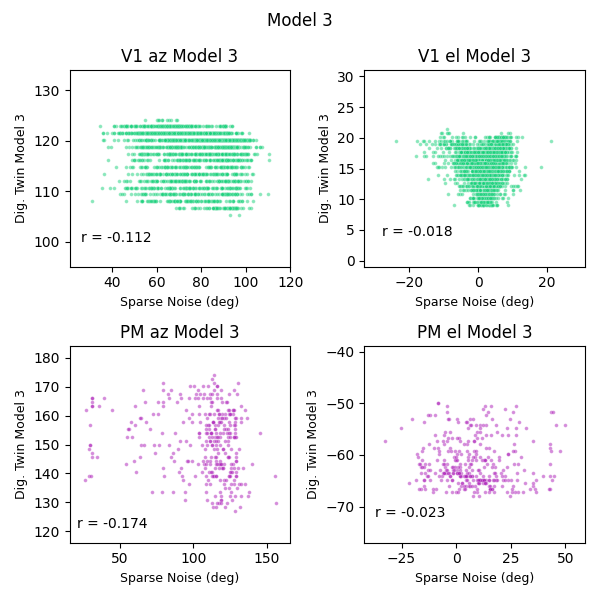 Model 3
V1 az Model 3
Dig. Twin Model 3
130
120
110
100
r = -0.112
40 60 80 100 120
Sparse Noise (deg)
V1 el Model 3
Dig. Twin Model 3
30
25
20
15
10
5
0
r = -0.018
−20 0 20
Sparse Noise (deg)
PM az Model 3
Dig. Twin Model 3
180
170
160
150
140
130
120
r = -0.174
50 100 150
Sparse Noise (deg)
PM el Model 3
Dig. Twin Model 3
−40
−50
−60
−70
r = -0.023
−25 0 25 50
Sparse Noise (deg)